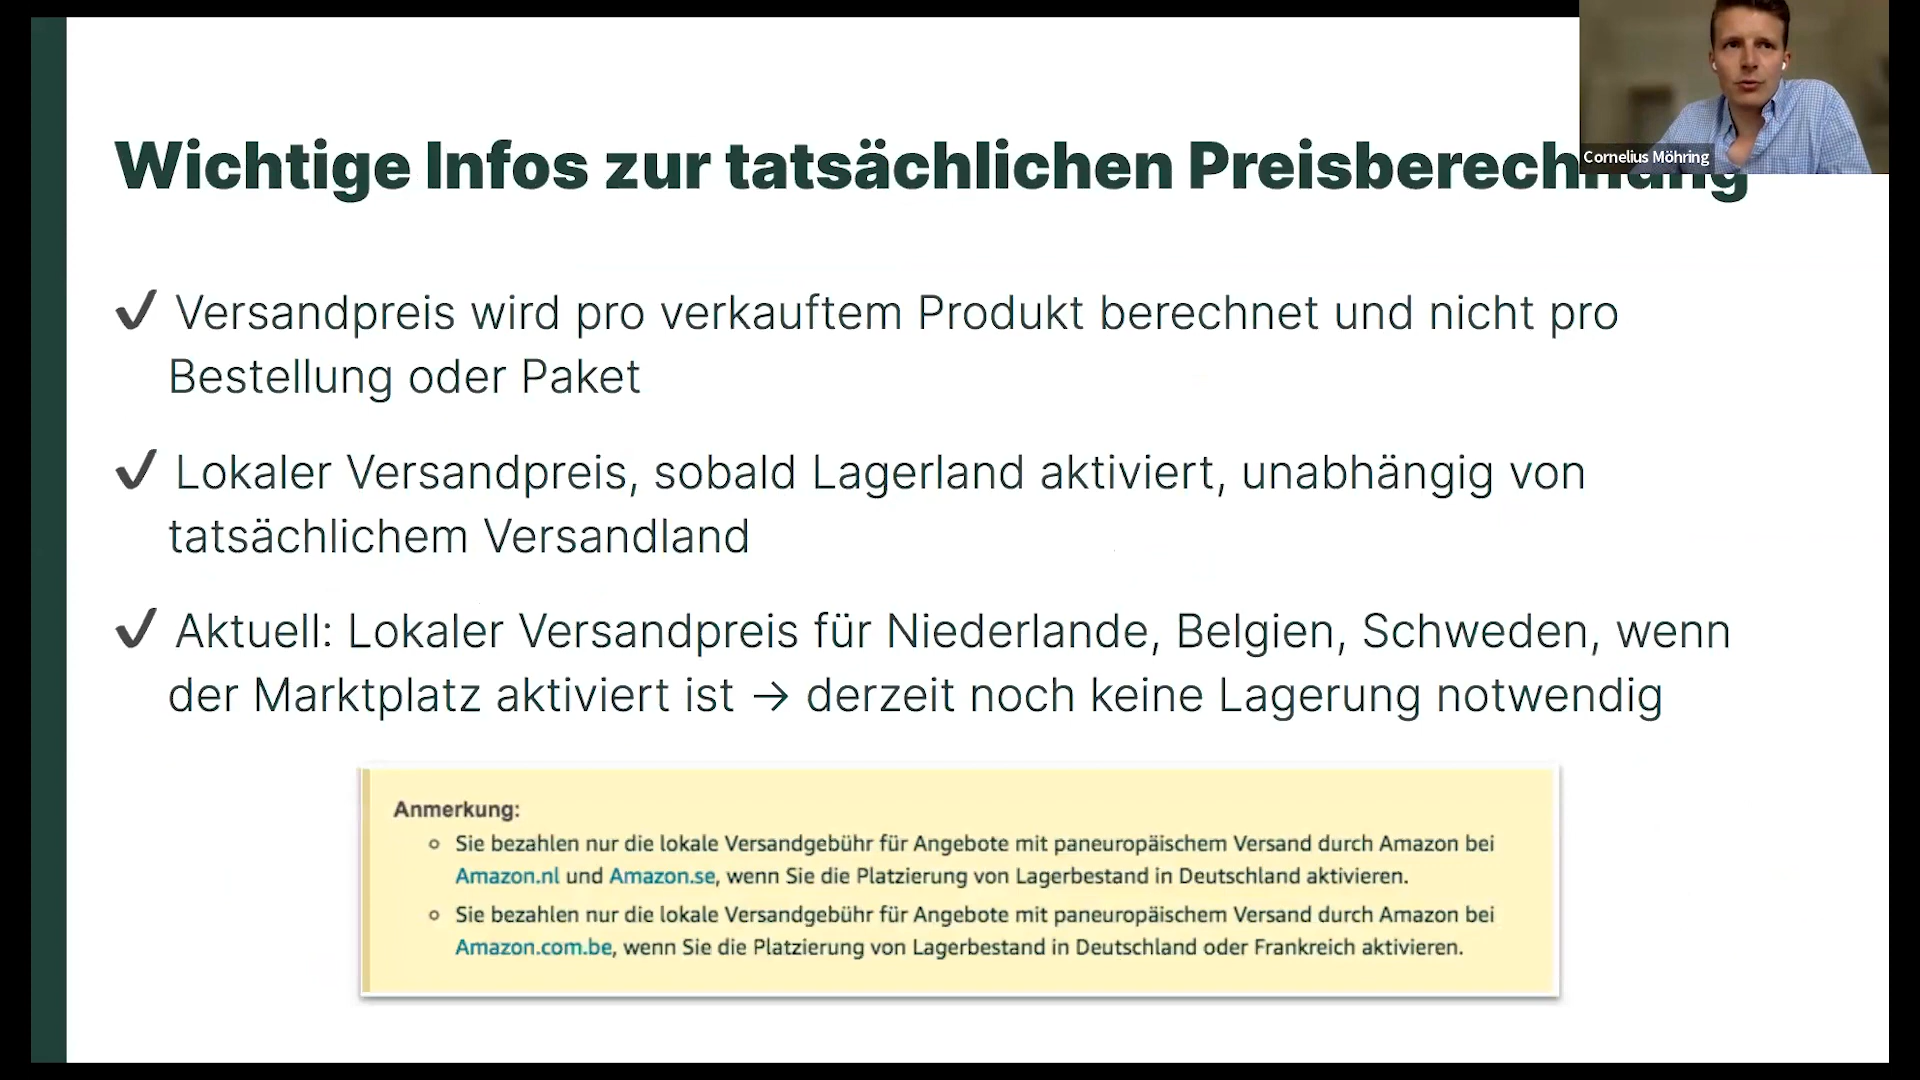 Wichtige Infos zur tatsächlichen Preisberechnung
Cornelius Möhring
✔ Versandpreis wird pro verkauftem Produkt berechnet und nicht pro
Bestellung oder Paket
✔ Lokaler Versandpreis, sobald Lagerland aktiviert, unabhängig von
tatsächlichem Versandland
✔ Aktuell: Lokaler Versandpreis für Niederlande, Belgien, Schweden, wenn
der Marktplatz aktiviert ist → derzeit noch keine Lagerung notwendig
Anmerkung:
Sie bezahlen nur die lokale Versandgebühr für Angebote mit paneuropäischem Versand durch Amazon bei
Amazon.nl und Amazon.se, wenn Sie die Platzierung von Lagerbestand in Deutschland aktivieren.
Sie bezahlen nur die lokale Versandgebühr für Angebote mit paneuropäischem Versand durch Amazon bei
Amazon.com.be, wenn Sie die Platzierung von Lagerbestand in Deutschland oder Frankreich aktivieren.